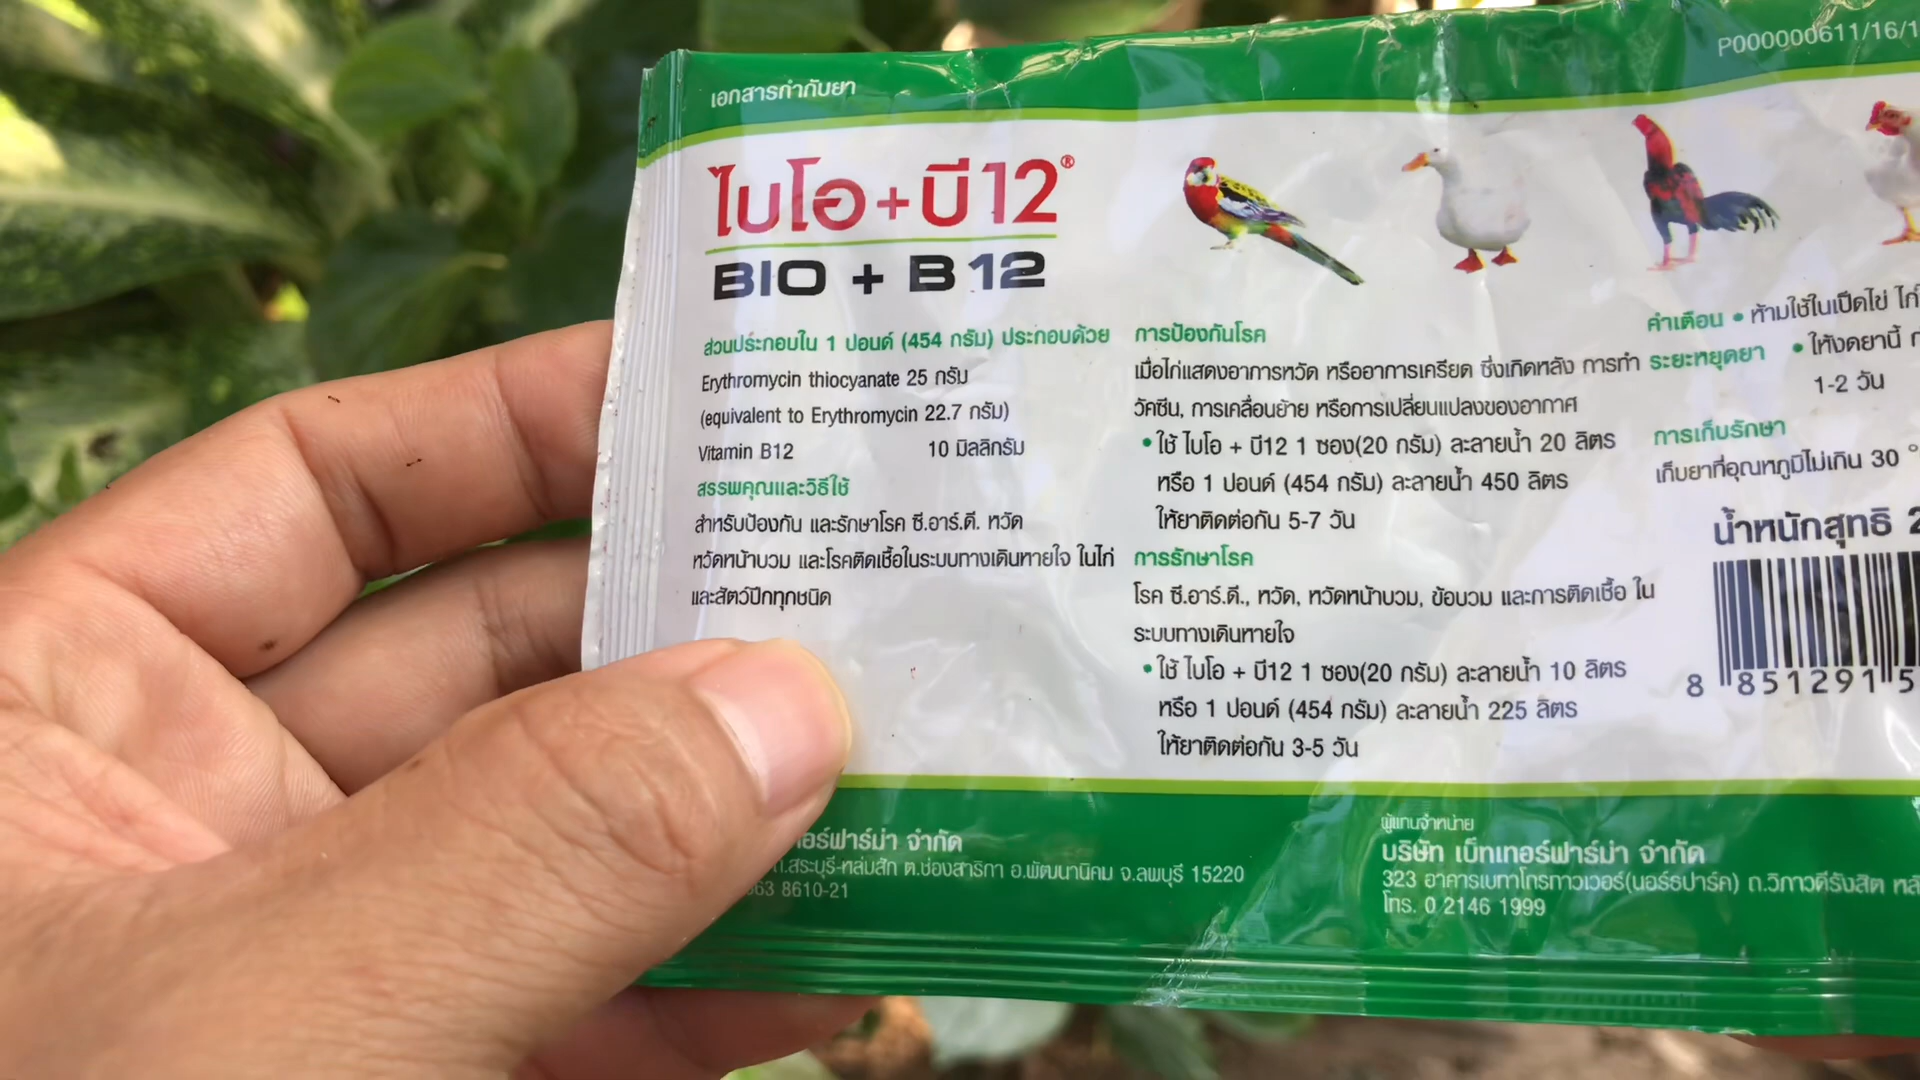 เอกสารกำกับยา
P000000611/16/1
ไบโอ+บี12®
BIO + B12
ส่วนประกอบใน 1 ปอนด์ (454 กรัม) ประกอบด้วย
Erythromycin thiocyanate 25 กรัม
(equivalent to Erythromycin 22.7 กรัม)
Vitamin B12 10 มิลลิกรัม
สรรพคุณและวิธีใช้
สำหรับป้องกัน และรักษาโรค ซี.อาร์.ดี. หวัด
หวัดหน้าบวม และโรคติดเชื้อในระบบทางเดินหายใจ ในไก่
และสัตว์ปีกทุกชนิด
การป้องกันโรค
เมื่อไก่แสดงอาการหวัด หรืออาการเครียด ซึ่งเกิดหลัง การทำ
วัคซีน, การเคลื่อนย้าย หรือการเปลี่ยนแปลงของอากาศ
• ใช้ ไบโอ + บี12 1 ซอง(20 กรัม) ละลายน้ำ 20 ลิตร
หรือ 1 ปอนด์ (454 กรัม) ละลายน้ำ 450 ลิตร
ให้ยาติดต่อกัน 5-7 วัน
การรักษาโรค
โรค ซี.อาร์.ดี., หวัด, หวัดหน้าบวม, ข้อบวม และการติดเชื้อ ใน
ระบบทางเดินหายใจ
• ใช้ ไบโอ + บี12 1 ซอง(20 กรัม) ละลายน้ำ 10 ลิตร
หรือ 1 ปอนด์ (454 กรัม) ละลายน้ำ 225 ลิตร
ให้ยาติดต่อกัน 3-5 วัน
คำเตือน • ห้ามใช้ในเป็ดไข่ ไก่
ระยะหยุดยา • ให้งดยานี้ ก
1-2 วัน
การเก็บรักษา
เก็บยาที่อุณหภูมิไม่เกิน 30 °
น้ำหนักสุทธิ 2
8 851291 5
อร์ฟาร์ม่า จำกัด
ถ.สระบุรี-หล่มสัก ต.ช่องสาริกา อ.พัฒนานิคม จ.ลพบุรี 15220
63 8610-21
ผู้แทนจำหน่าย
บริษัท เบ็ทเทอร์ฟาร์ม่า จำกัด
323 อาคารเบทาโกรทาวเวอร์(นอร์ธปาร์ค) ถ.วิภาวดีรังสิต หลั
โทร. 0 2146 1999